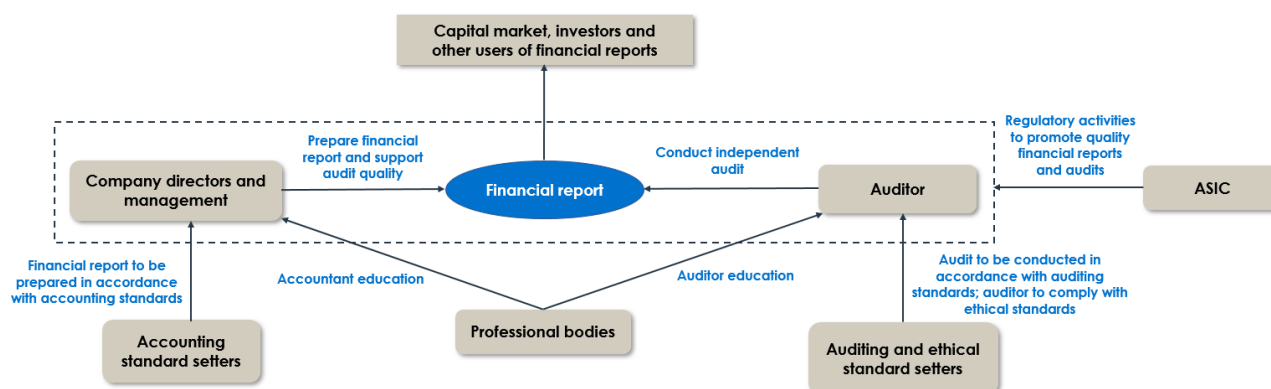 Capital market, investors and
other users of financial reports
Regulatory activities
to promote quality
financial reports
and audits
Prepare financial
report and support
audit quality
Conduct independent
audit
Company directors and
management
Financial report
Auditor
ASIC
Financial report to be
prepared in accordance
with accounting standards
Accountant education
Auditor education
Audit to be conducted in
accordance with auditing
standards; auditor to comply with
ethical standards
Accounting
standard setters
Professional bodies
Auditing and ethical
standard setters